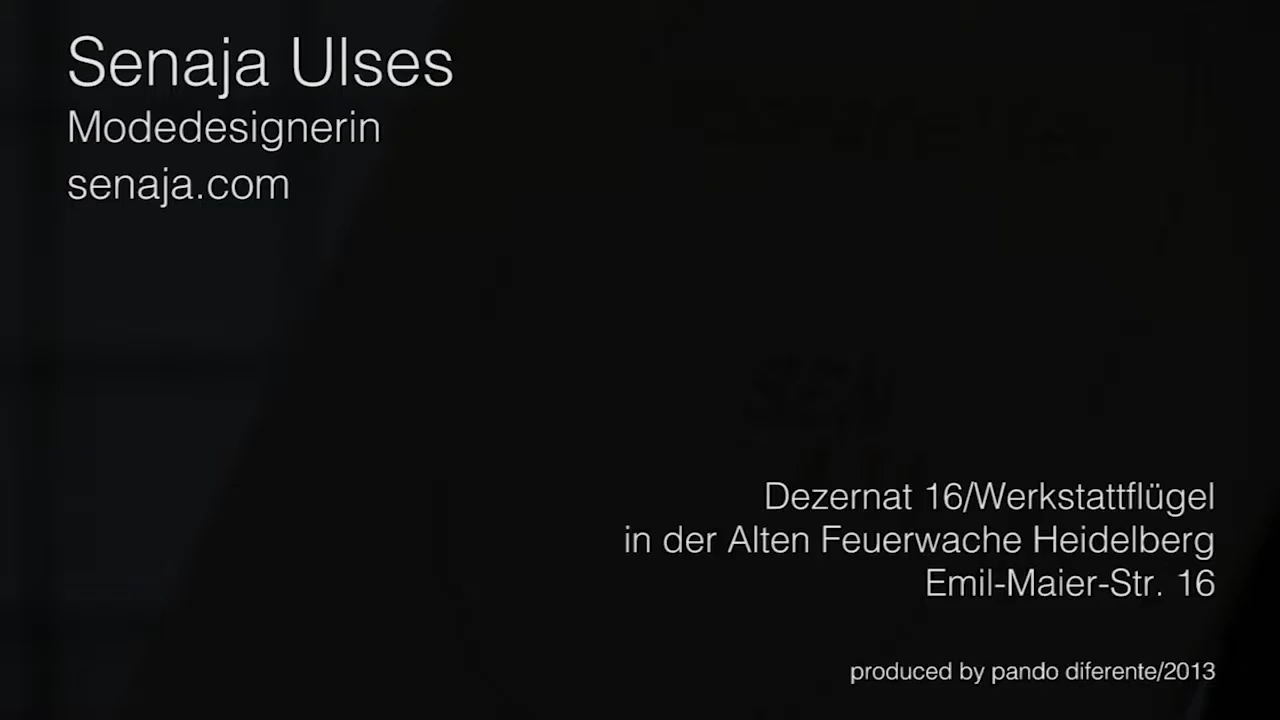 Senaja Ulses
Modedesignerin
senaja.com
Dezernat 16/Werkstattflügel
in der Alten Feuerwache Heidelberg
Emil-Maier-Str. 16
produced by pando diferente/2013